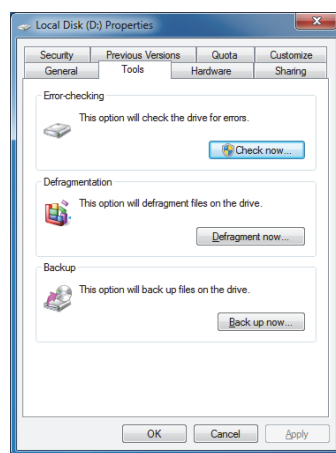 Local Disk (D:) Properties
Security Previous Versions Quota Customize
General Tools Hardware Sharing
Error-checking
This option will check the drive for errors.
Check now...
Defragmentation
This option will defragment files on the drive.
Defragment now...
Backup
This option will back up files on the drive.
Back up now...
OK Cancel Apply